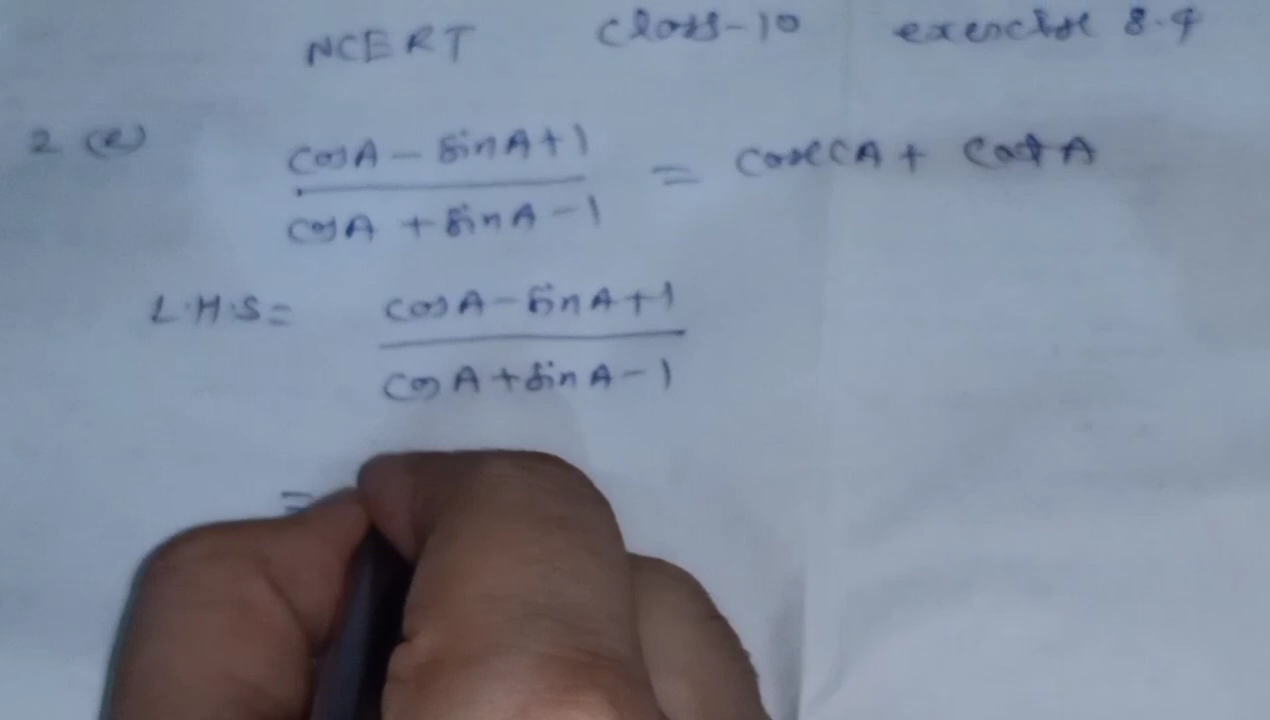 NCERT Class-10 exercise 8.4
2 (e) cosA - sinA + 1 / cosA + sinA - 1 = cosecA + cotA
L.H.S = cosA - sinA + 1 / cosA + sinA - 1
=